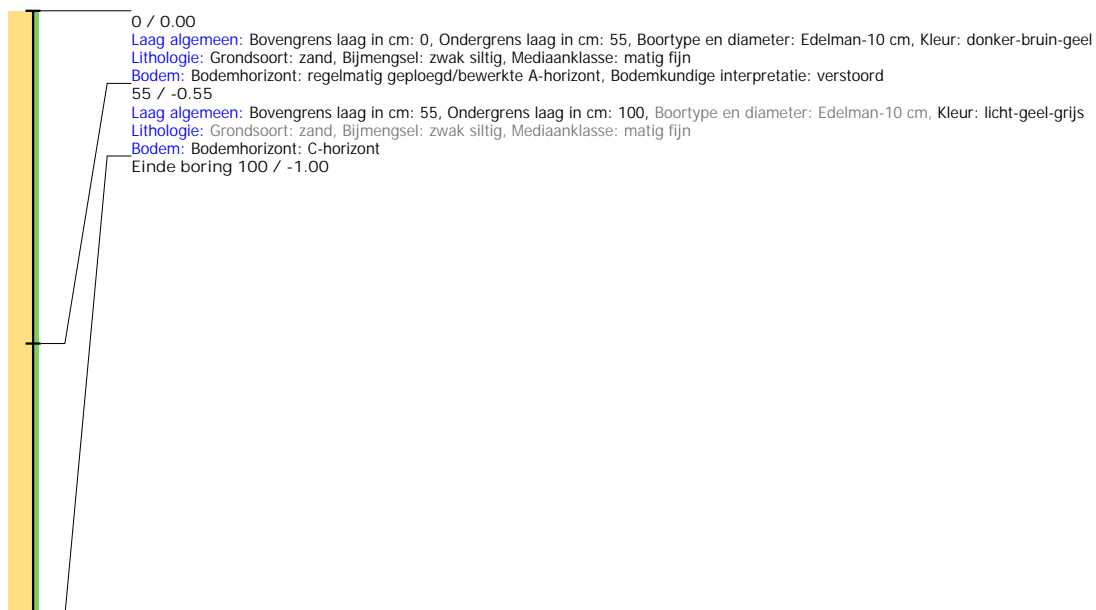 0 / 0.00
Laag algemeen: Bovengrens laag in cm: 0, Ondergrens laag in cm: 55, Boortype en diameter: Edelman-10 cm, Kleur: donker-bruin-geel
Lithologie: Grondsoort: zand, Bijmengsel: zwak siltig, Mediaanklasse: matig fijn
Bodem: Bodemhorizont: regelmatig geploegd/bewerkte A-horizont, Bodemkundige interpretatie: verstoord
55 / -0.55
Laag algemeen: Bovengrens laag in cm: 55, Ondergrens laag in cm: 100, Boortype en diameter: Edelman-10 cm, Kleur: licht-geel-grijs
Lithologie: Grondsoort: zand, Bijmengsel: zwak siltig, Mediaanklasse: matig fijn
Bodem: Bodemhorizont: C-horizont
Einde boring 100 / -1.00